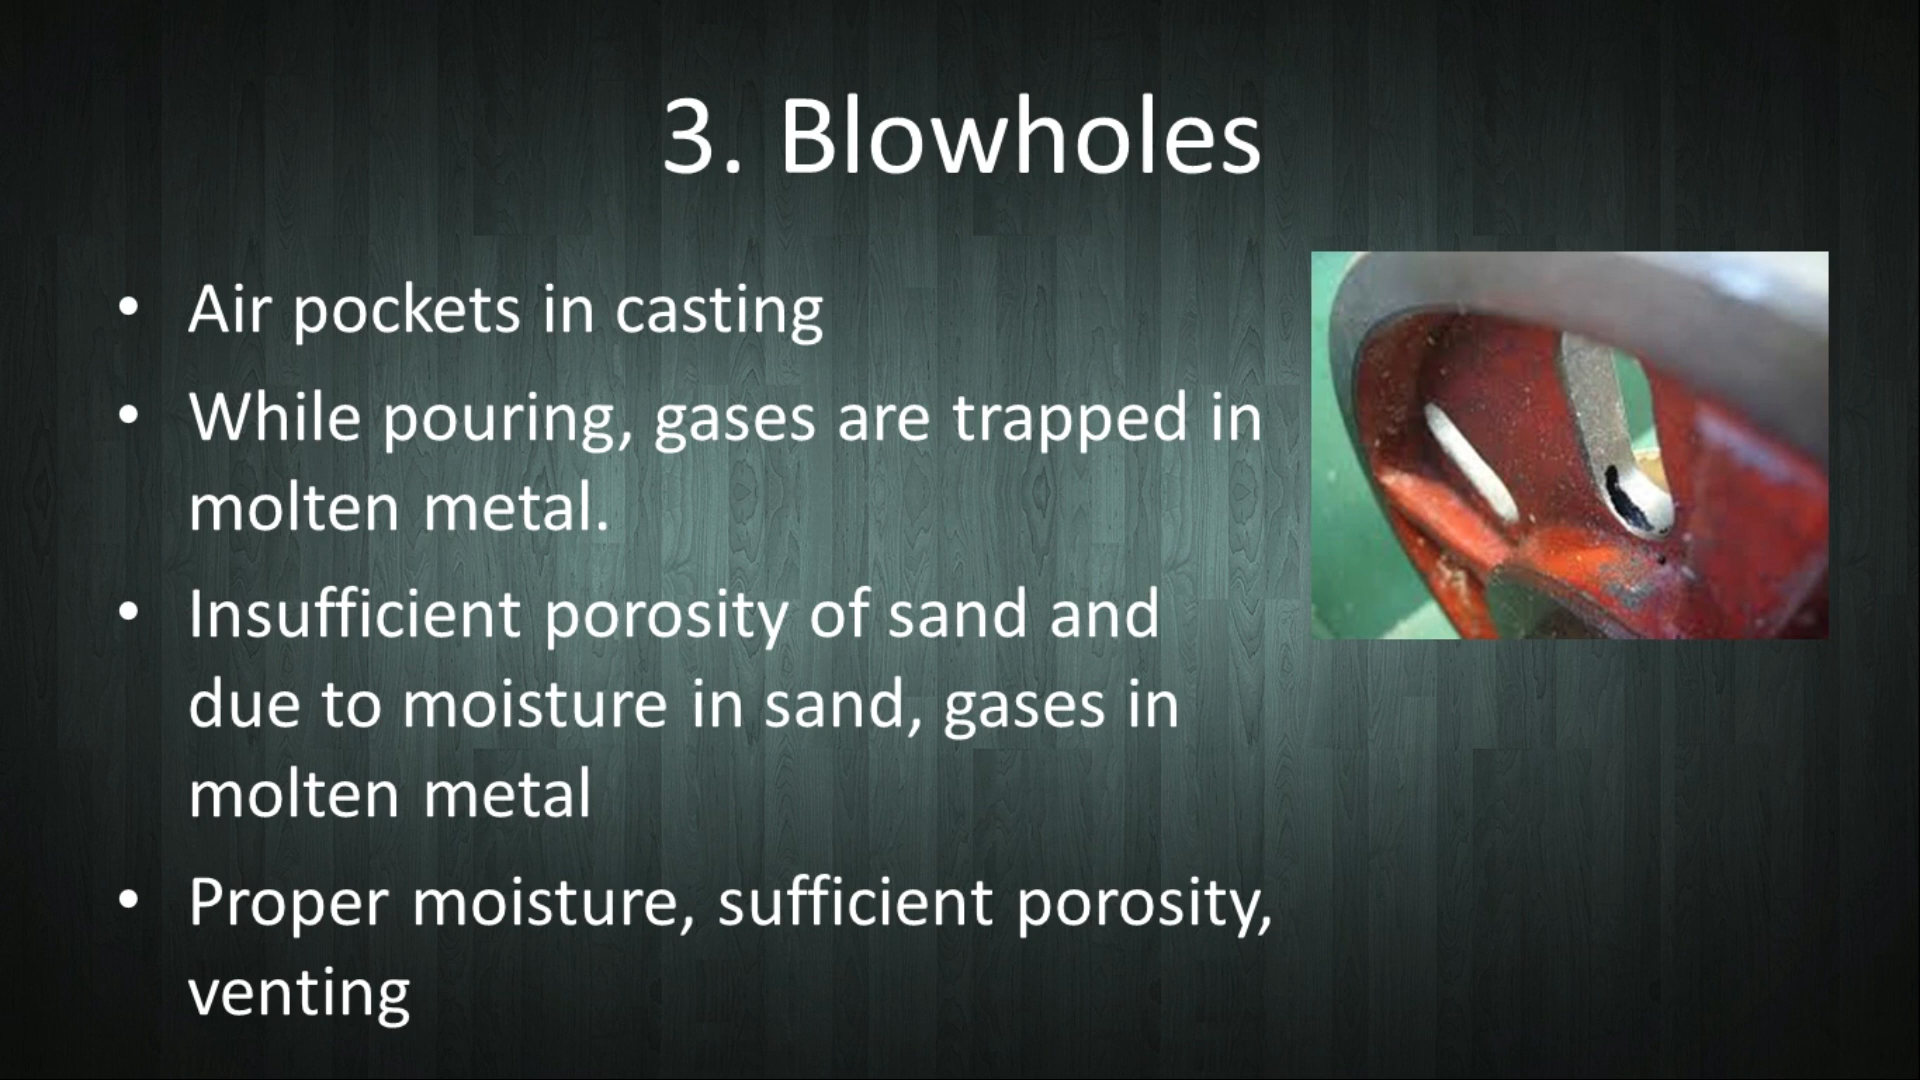 3. Blowholes
• Air pockets in casting
• While pouring, gases are trapped in
molten metal.
• Insufficient porosity of sand and
due to moisture in sand, gases in
molten metal
• Proper moisture, sufficient porosity,
venting